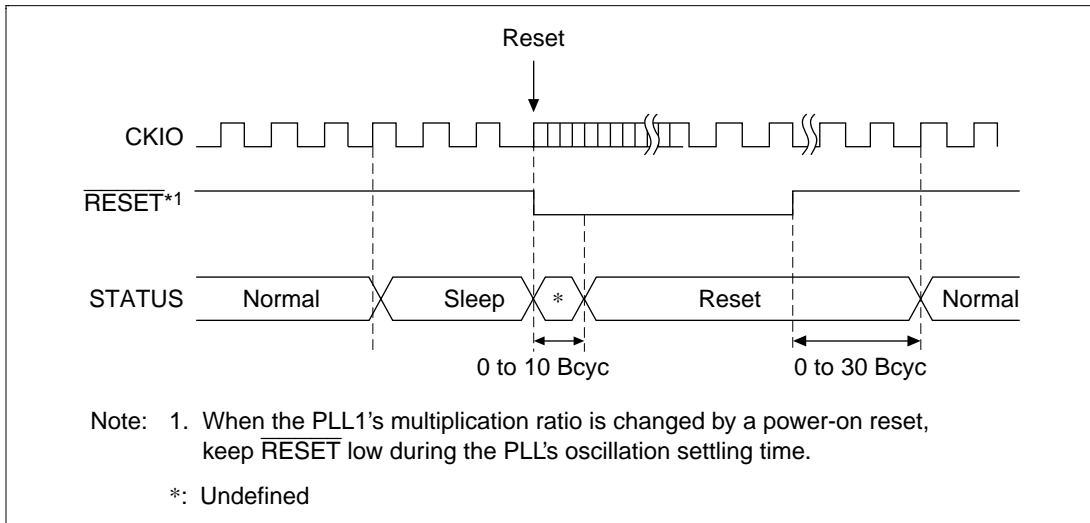 Reset
CKIO
RESET*1
STATUS Normal Sleep * Reset Normal
0 to 10 Bcyc 0 to 30 Bcyc
Note: 1. When the PLL1's multiplication ratio is changed by a power-on reset,
keep RESET low during the PLL's oscillation settling time.
*: Undefined